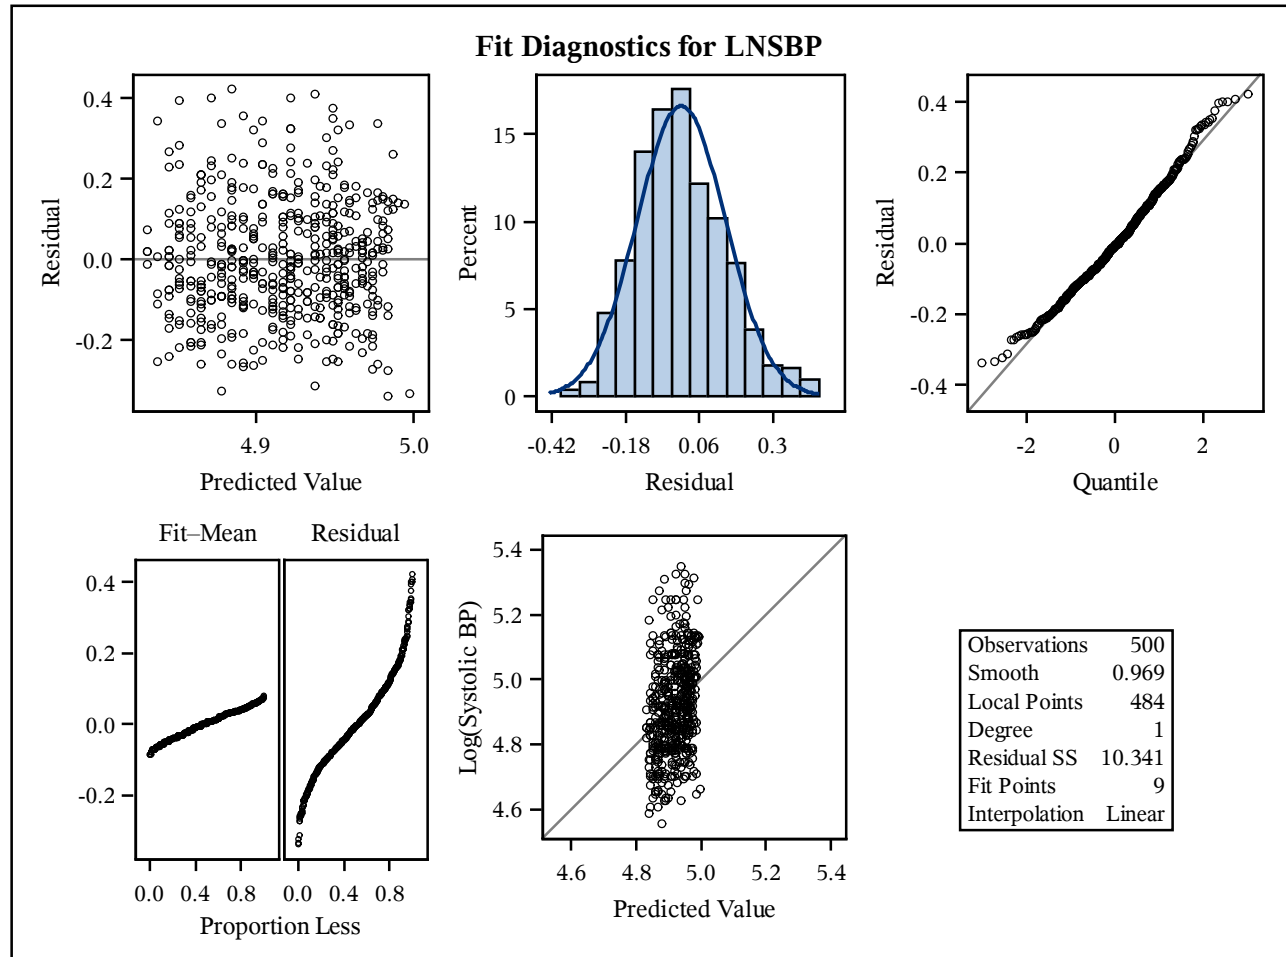 Fit Diagnostics for LNSBP
0.4
0.2
0.0
-0.2
Residual
4.9 5.0
Predicted Value
15
10
5
0
Percent
-0.42 -0.18 0.06 0.3
Residual
0.4
0.2
0.0
-0.2
-0.4
Residual
-2 0 2
Quantile
Fit–Mean Residual
0.4
0.2
0.0
-0.2
0.0 0.4 0.8 0.0 0.4 0.8
Proportion Less
5.4
5.2
5.0
4.8
4.6
Log(Systolic BP)
4.6 4.8 5.0 5.2 5.4
Predicted Value
Observations 500
Smooth 0.969
Local Points 484
Degree 1
Residual SS 10.341
Fit Points 9
Interpolation Linear